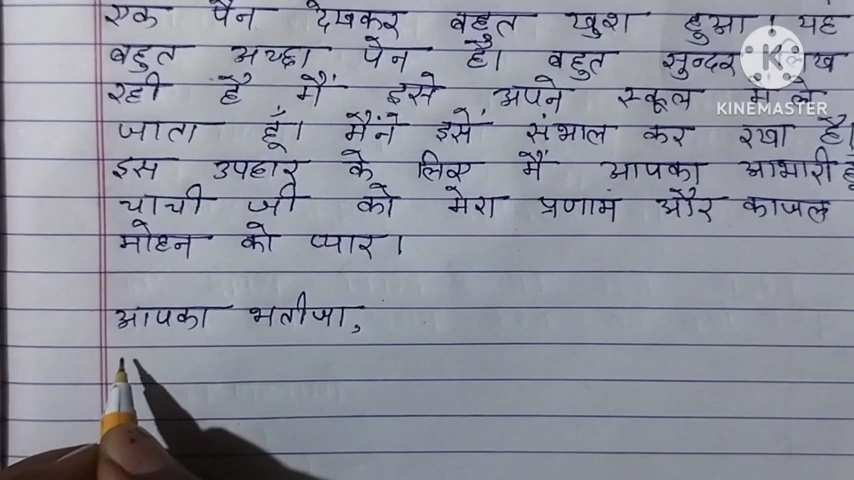 एक पेन देखकर बहुत खुश हुआ। यह
बहुत अच्छा पेन है। बहुत सुन्दर लिख
रही है मैं इसे अपने स्कूल में ले
जाता हूँ। मैंने इसे संभाल कर रखा है।
इस उपहार के लिए मैं आपका आभारी हूँ
चाची जी को मेरा प्रणाम और काजल
मोहन को प्यार।
आपका भतीजा,
KINEMASTER